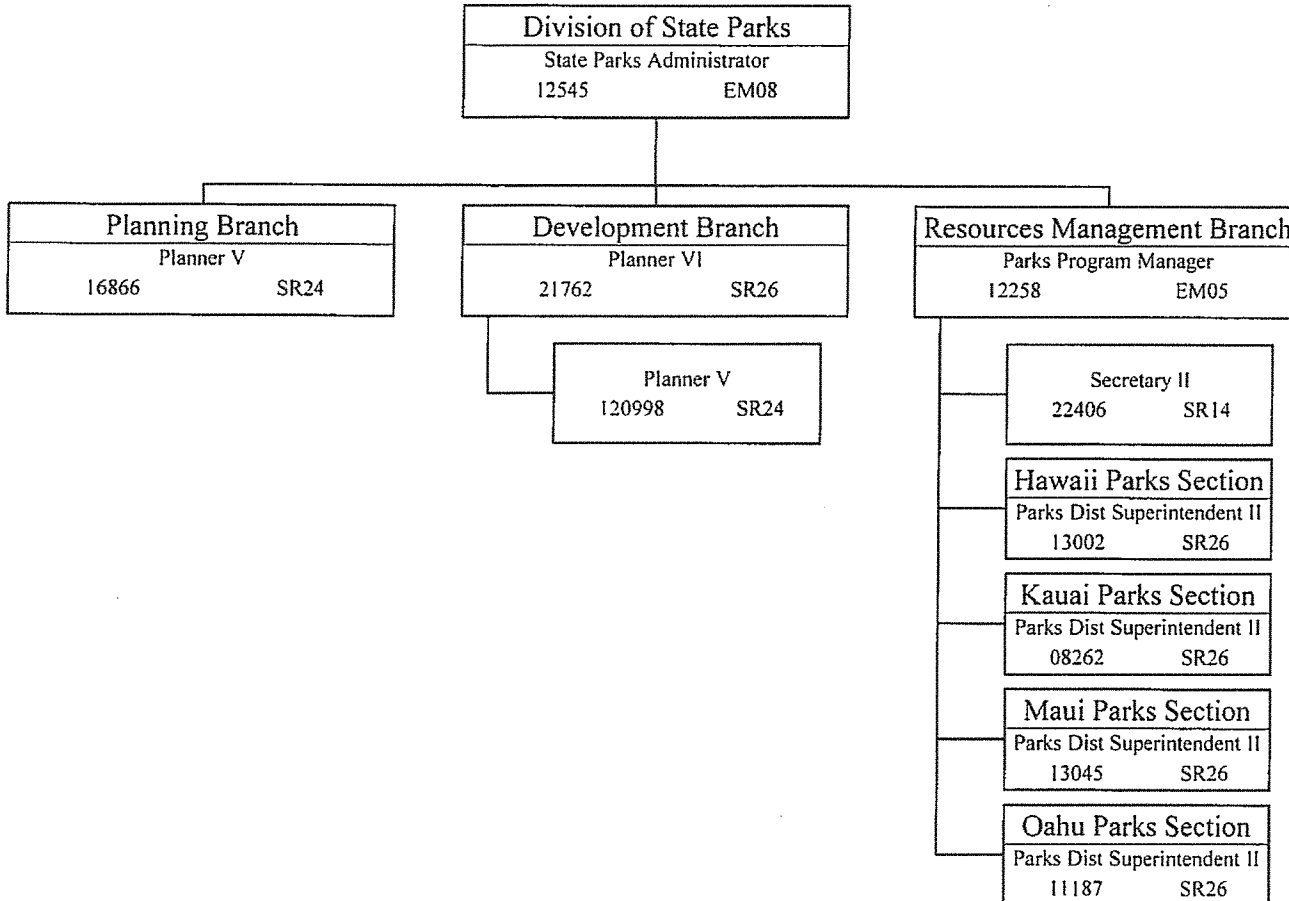 Division of State Parks
State Parks Administrator
12545 EM08
Planning Branch
Planner V
16866 SR24
Development Branch
Planner VI
21762 SR26
Planner V
120998 SR24
Resources Management Branch
Parks Program Manager
12258 EM05
Secretary II
22406 SR14
Hawaii Parks Section
Parks Dist Superintendent II
13002 SR26
Kauai Parks Section
Parks Dist Superintendent II
08262 SR26
Maui Parks Section
Parks Dist Superintendent II
13045 SR26
Oahu Parks Section
Parks Dist Superintendent II
11187 SR26